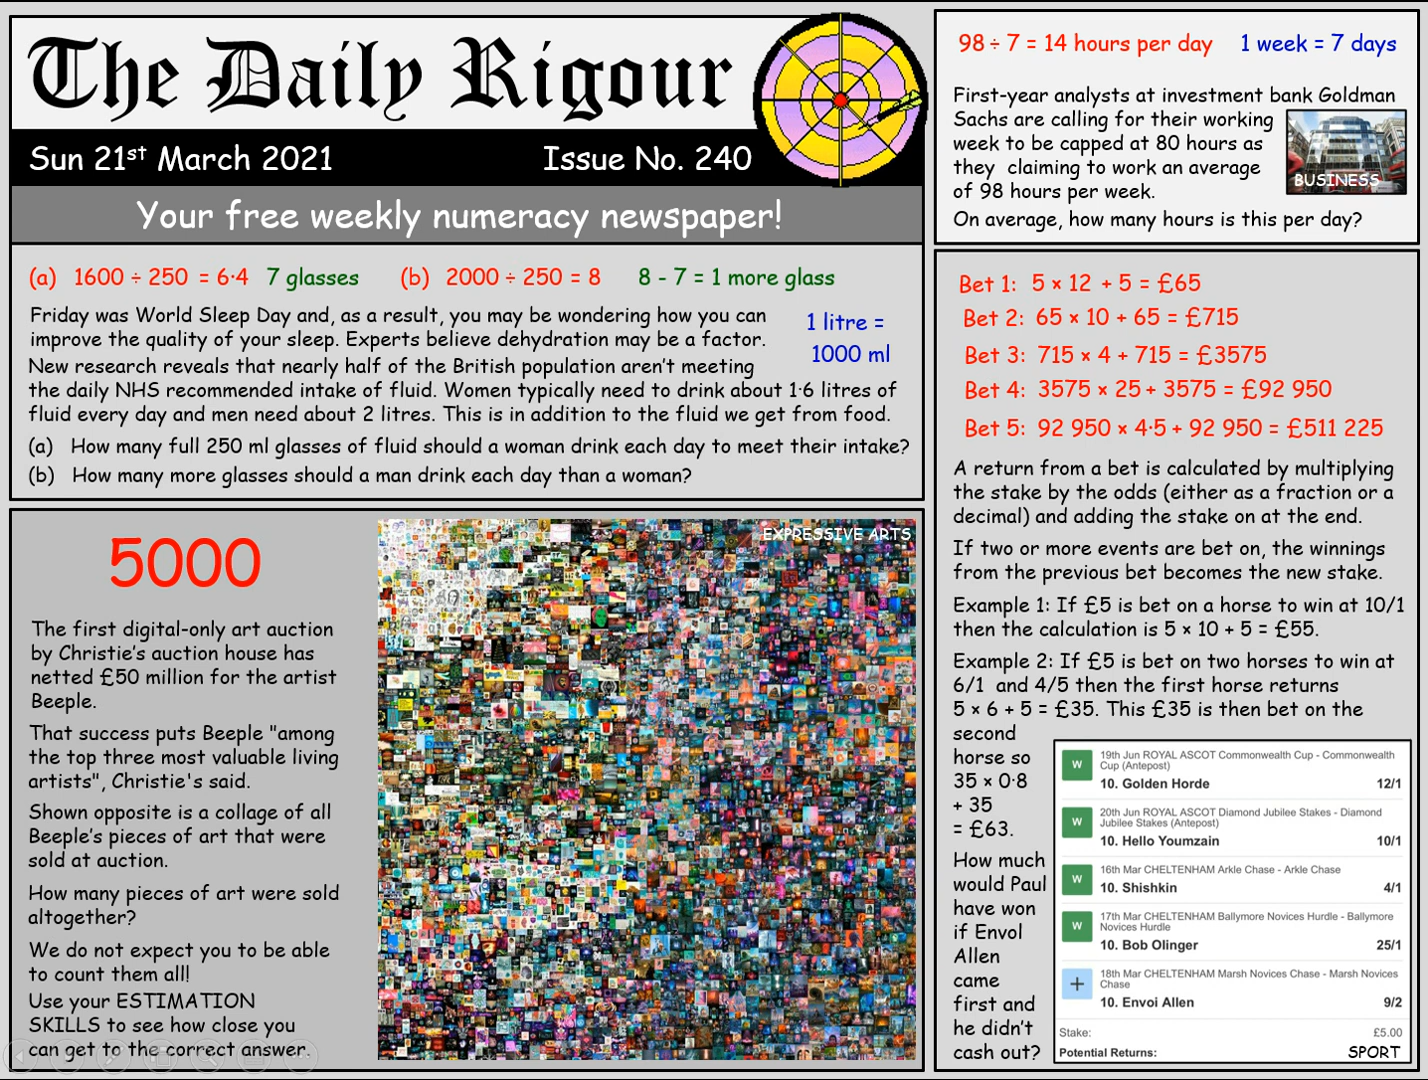 The Daily Rigour
Sun 21st March 2021 Issue No. 240
Your free weekly numeracy newspaper!
(a) 1600 ÷ 250 = 6·4 7 glasses (b) 2000 ÷ 250 = 8 8 - 7 = 1 more glass
Friday was World Sleep Day and, as a result, you may be wondering how you can
improve the quality of your sleep. Experts believe dehydration may be a factor.
1 litre =
1000 ml
New research reveals that nearly half of the British population aren't meeting
the daily NHS recommended intake of fluid. Women typically need to drink about 1·6 litres of
fluid every day and men need about 2 litres. This is in addition to the fluid we get from food.
(a) How many full 250 ml glasses of fluid should a woman drink each day to meet their intake?
(b) How many more glasses should a man drink each day than a woman?
5000
The first digital-only art auction
by Christie's auction house has
netted £50 million for the artist
Beeple.
That success puts Beeple "among
the top three most valuable living
artists", Christie's said.
Shown opposite is a collage of all
Beeple's pieces of art that were
sold at auction.
How many pieces of art were sold
altogether?
We do not expect you to be able
to count them all!
Use your ESTIMATION
SKILLS to see how close you
can get to the correct answer.
EXPRESSIVE ARTS
98 ÷ 7 = 14 hours per day 1 week = 7 days
First-year analysts at investment bank Goldman
Sachs are calling for their working
week to be capped at 80 hours as
they claiming to work an average
of 98 hours per week.
BUSINESS
On average, how many hours is this per day?
Bet 1: 5 × 12 + 5 = £65
Bet 2: 65 × 10 + 65 = £715
Bet 3: 715 × 4 + 715 = £3575
Bet 4: 3575 × 25 + 3575 = £92 950
Bet 5: 92 950 × 4·5 + 92 950 = £511 225
A return from a bet is calculated by multiplying
the stake by the odds (either as a fraction or a
decimal) and adding the stake on at the end.
If two or more events are bet on, the winnings
from the previous bet becomes the new stake.
Example 1: If £5 is bet on a horse to win at 10/1
then the calculation is 5 × 10 + 5 = £55.
Example 2: If £5 is bet on two horses to win at
6/1 and 4/5 then the first horse returns
5 × 6 + 5 = £35. This £35 is then bet on the
second
horse so
35 × 0·8
+ 35
= £63.
How much
would Paul
have won
if Envol
Allen
came
first and
he didn't
cash out?
W
19th Jun ROYAL ASCOT Commonwealth Cup - Commonwealth
Cup (Antepost)
10. Golden Horde 12/1
W
20th Jun ROYAL ASCOT Diamond Jubilee Stakes - Diamond
Jubilee Stakes (Antepost)
10. Hello Youmzain 10/1
W
16th Mar CHELTENHAM Arkle Chase - Arkle Chase
10. Shishkin 4/1
W
17th Mar CHELTENHAM Ballymore Novices Hurdle - Ballymore
Novices Hurdle
10. Bob Olinger 25/1
+
18th Mar CHELTENHAM Marsh Novices Chase - Marsh Novices
Chase
10. Envoi Allen 9/2
Stake: £5.00
Potential Returns: SPORT